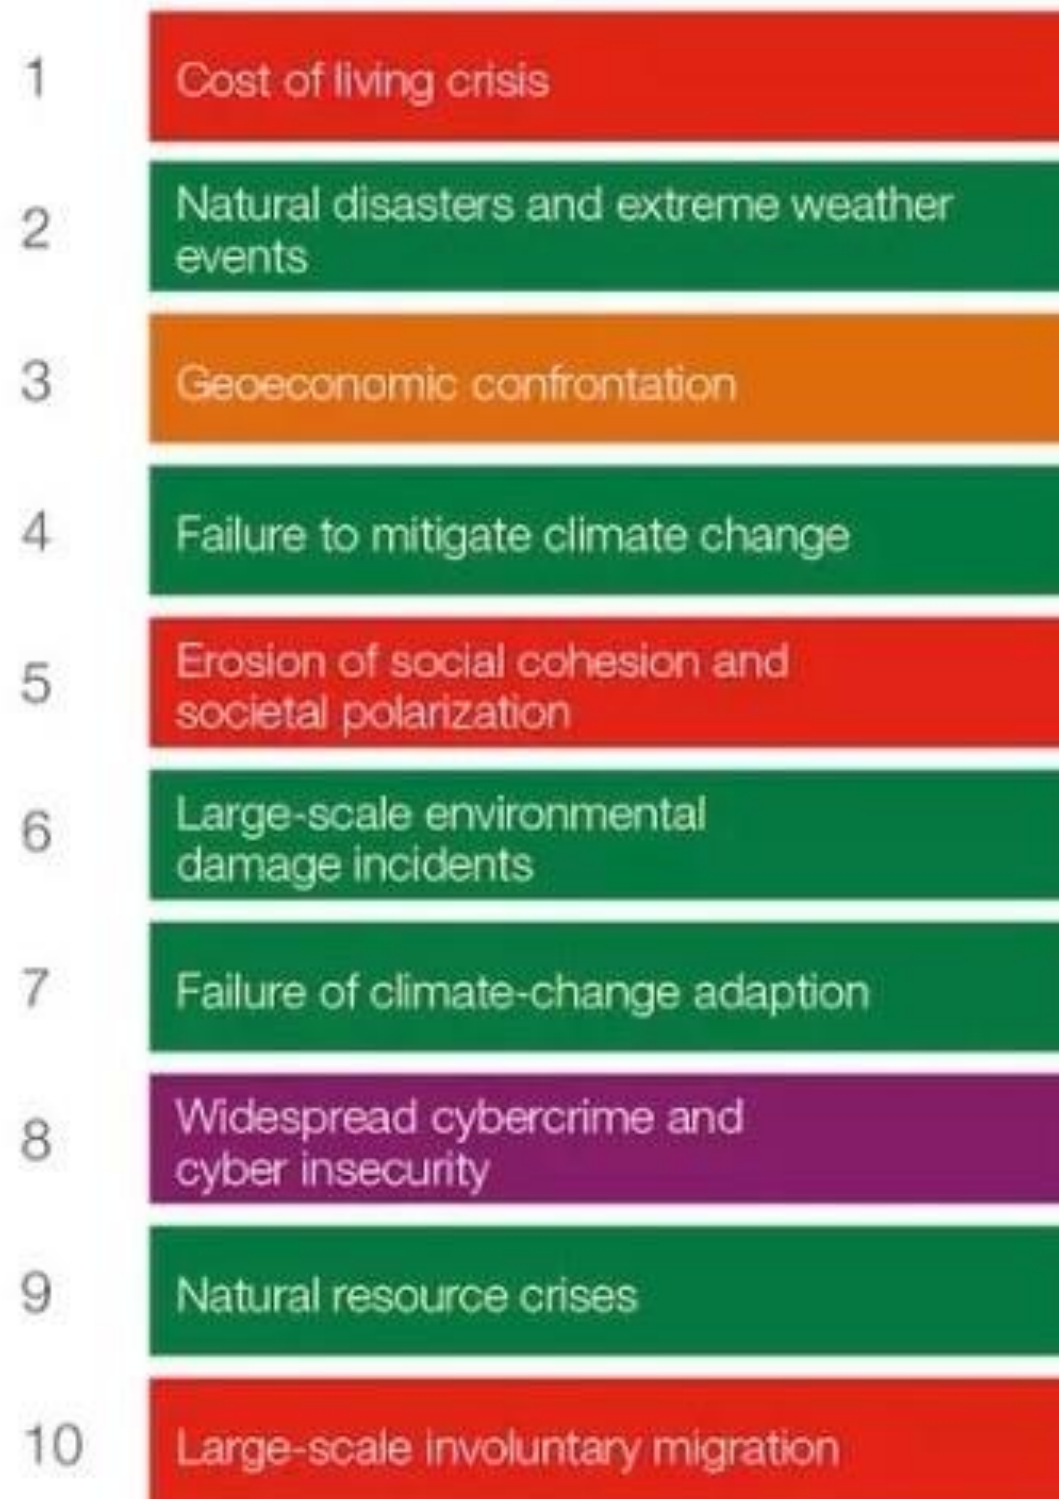 1
Cost of living crisis
2
Natural disasters and extreme weather
events
3
Geoeconomic confrontation
4
Failure to mitigate climate change
5
Erosion of social cohesion and
societal polarization
6
Large-scale environmental
damage incidents
7
Failure of climate-change adaption
8
Widespread cybercrime and
cyber insecurity
9
Natural resource crises
10
Large-scale involuntary migration